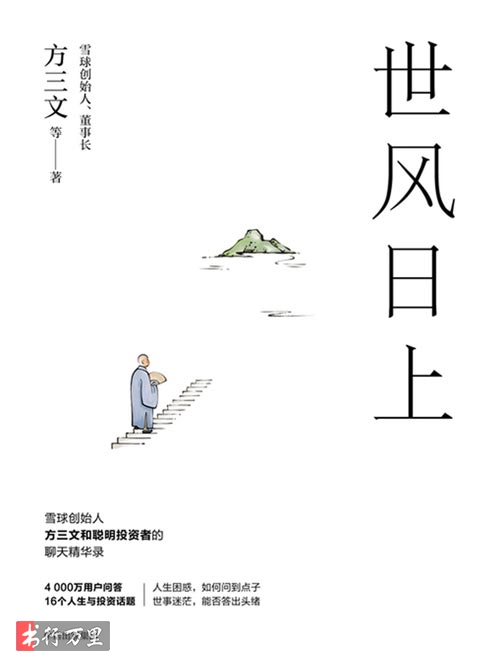 世风日上
雪球创始人、董事长
方三文 等——著
雪球创始人
方三文和聪明投资者的
聊天精华录
4 000万用户问答
16个人生与投资话题
人生困惑，如何问到点子
世事迷茫，能否答出头绪
书行万里